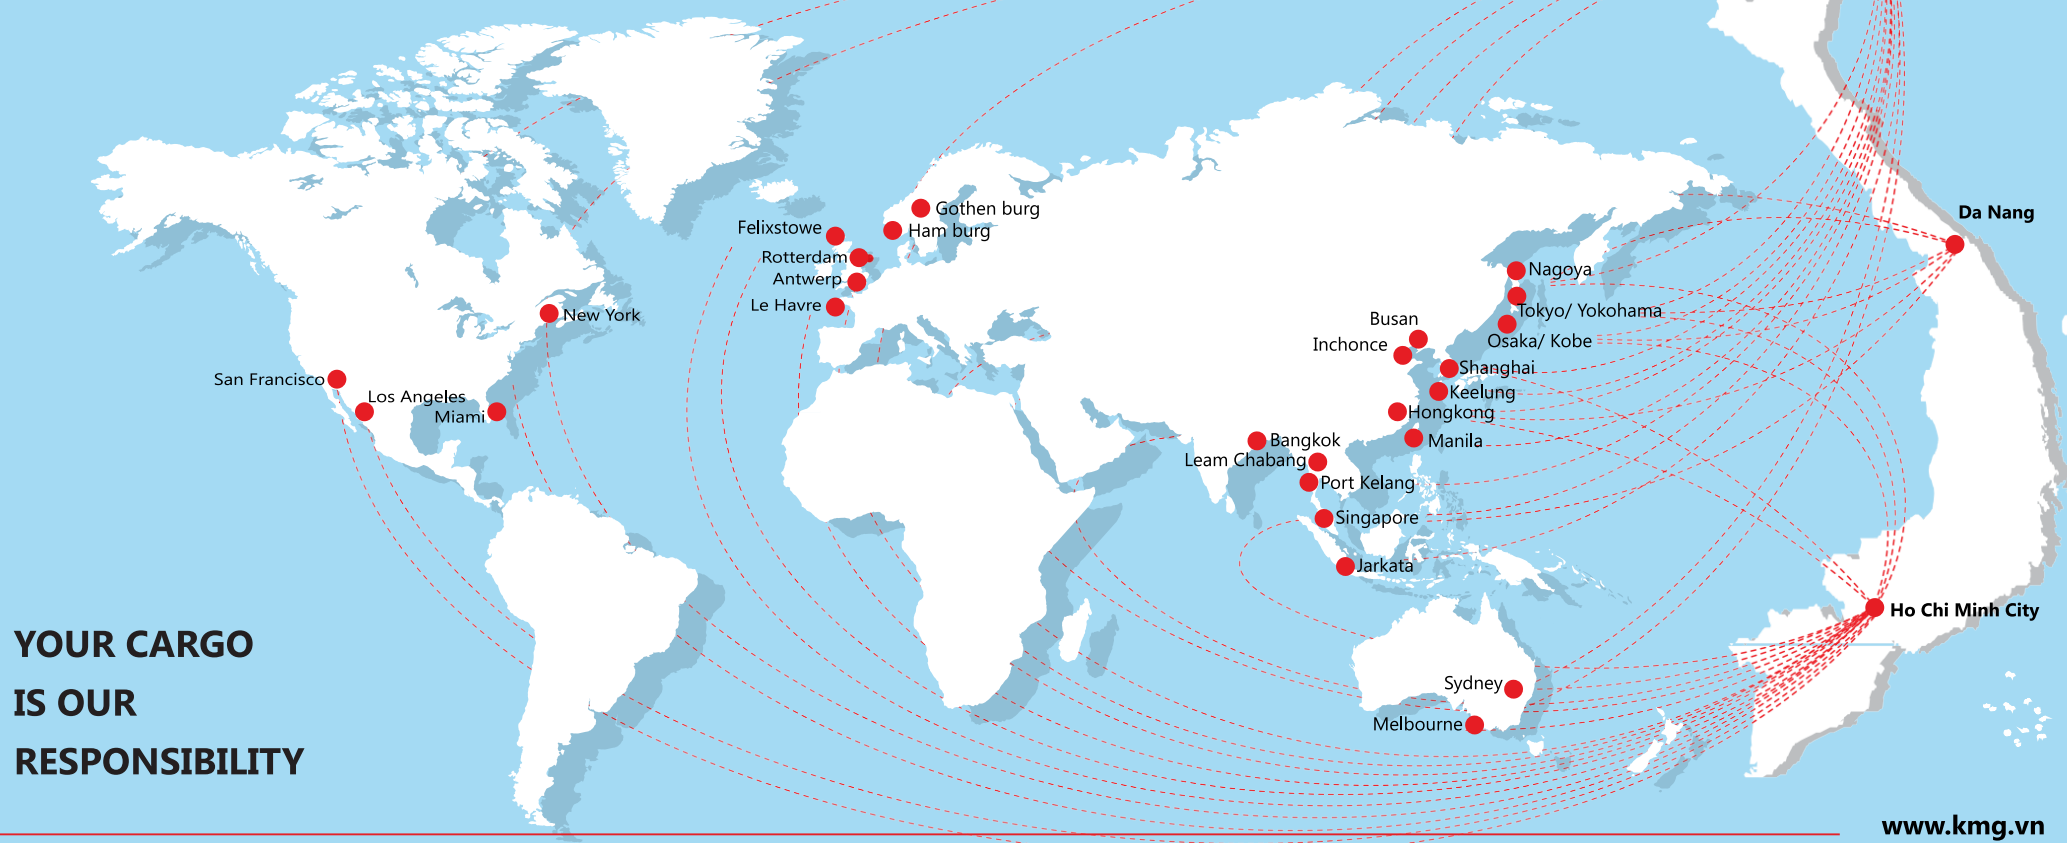 Da Nang
Gothen burg
Felixstowe
Ham burg
Rotterdam
Antwerp
Le Havre
Nagoya
Tokyo/ Yokohama
New York
Busan
Osaka/ Kobe
Inchonce
Shanghai
San Francisco
Keelung
Los Angeles
Hongkong
Miami
Bangkok
Manila
Leam Chabang
Port Kelang
Singapore
Jarkata
Ho Chi Minh City
YOUR CARGO
IS OUR
RESPONSIBILITY
Sydney
Melbourne
www.kmg.vn